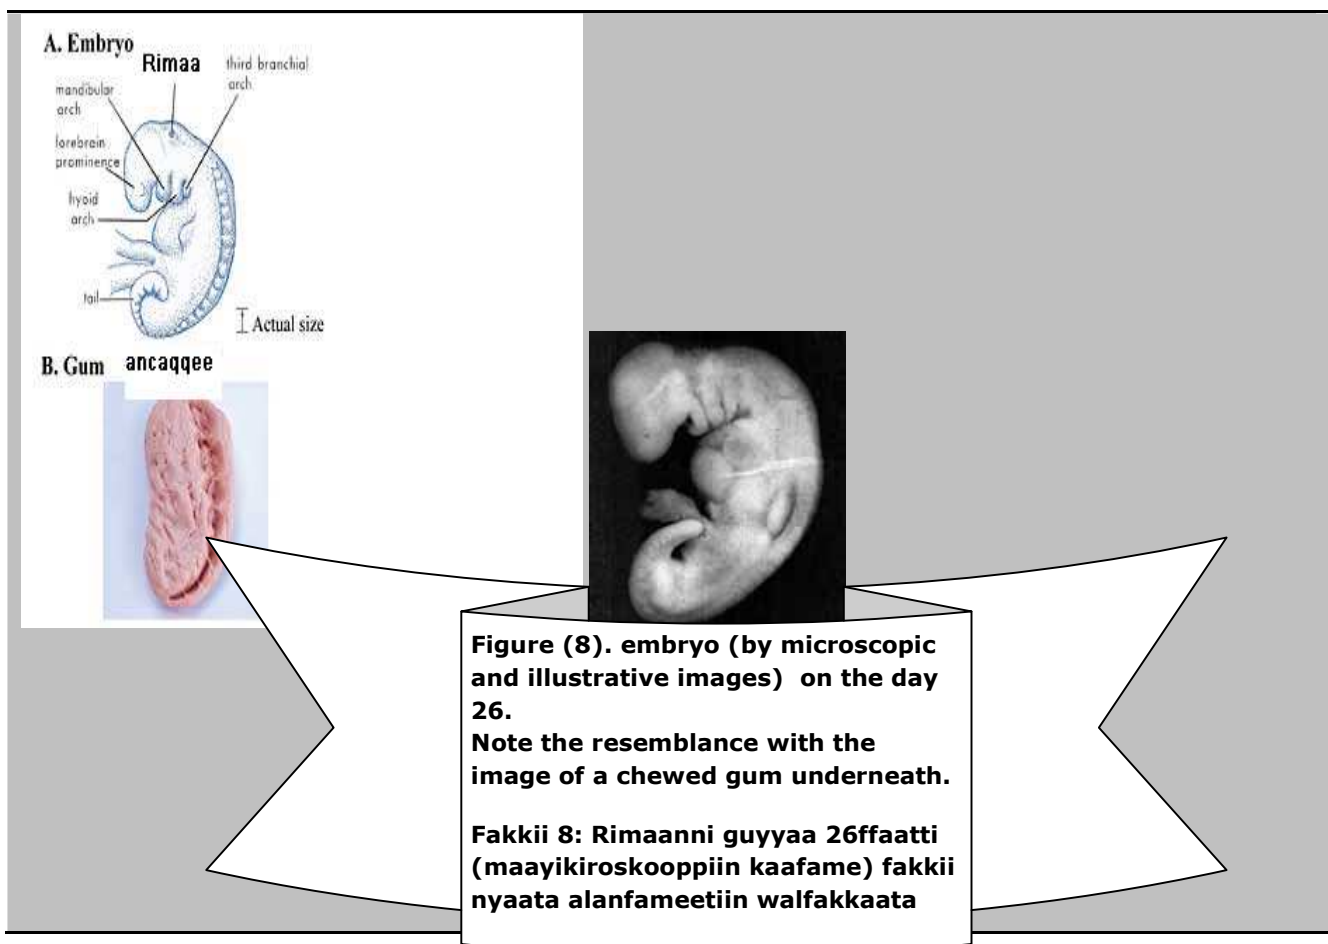 A. Embryo
Rimaa
third branchial
arch
mandibular
arch
forebrain
prominence
hyoid
arch
tail
Actual size
B. Gum ancaqqee
Figure (8). embryo (by microscopic
and illustrative images) on the day
26.
Note the resemblance with the
image of a chewed gum underneath.
Fakkii 8: Rimaanni guyyaa 26ffaatti
(maayikiroskooppiin kaafame) fakkii
nyaata alanfameetiin walfakkaata